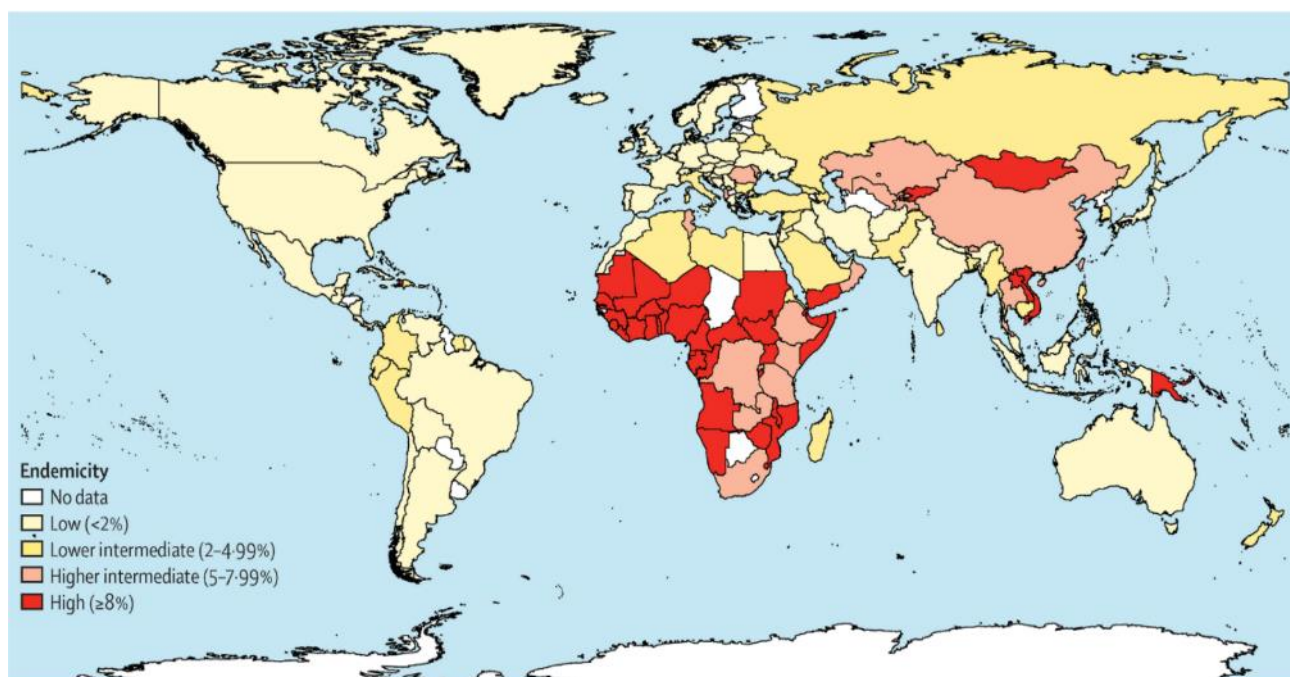 Endemicity
No data
Low (<2%)
Lower intermediate (2–4·99%)
Higher intermediate (5–7·99%)
High (≥8%)